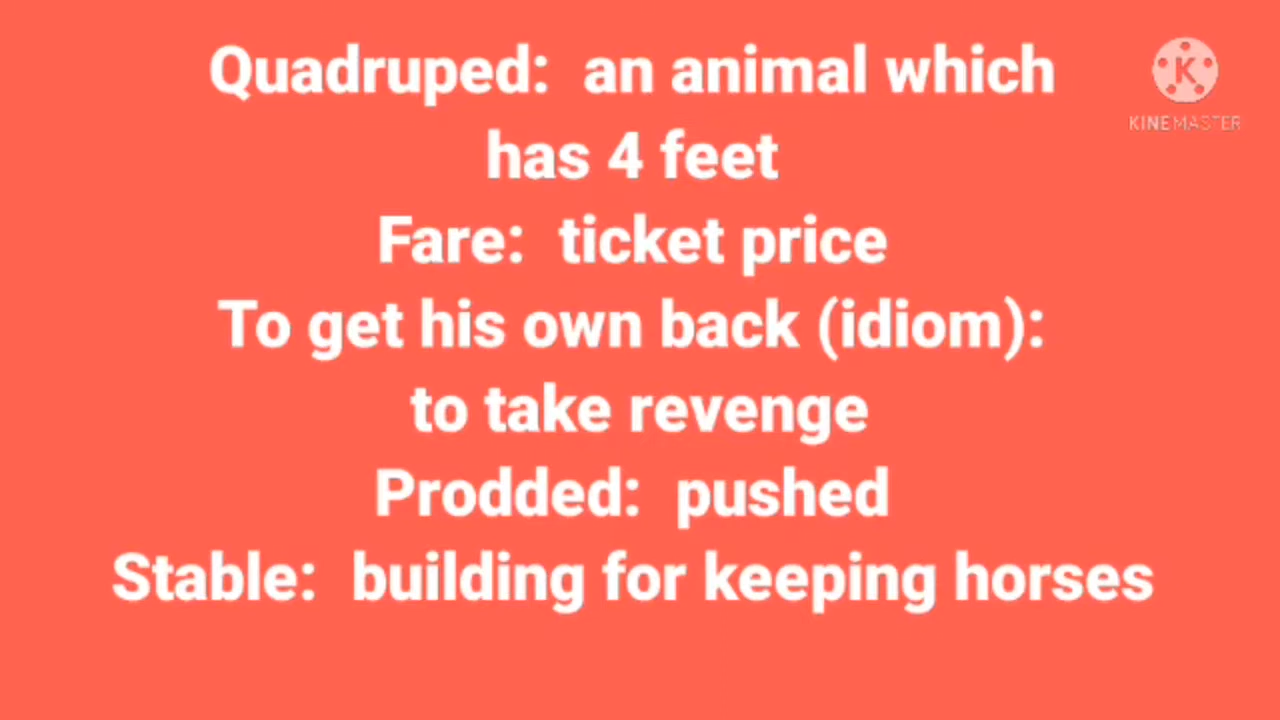 Quadruped: an animal which
has 4 feet
Fare: ticket price
To get his own back (idiom):
to take revenge
Prodded: pushed
Stable: building for keeping horses
K
KINEMASTER